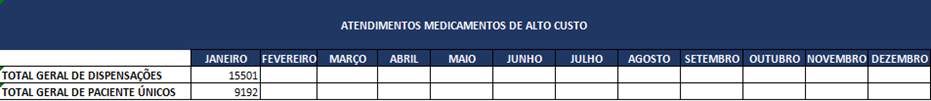 ATENDIMENTOS MEDICAMENTOS DE ALTO CUSTO
JANEIRO FEVEREIRO MARÇO ABRIL MAIO JUNHO JULHO AGOSTO SETEMBRO OUTUBRO NOVEMBRO DEZEMBRO
TOTAL GERAL DE DISPENSAÇÕES 15501
TOTAL GERAL DE PACIENTE ÚNICOS 9192